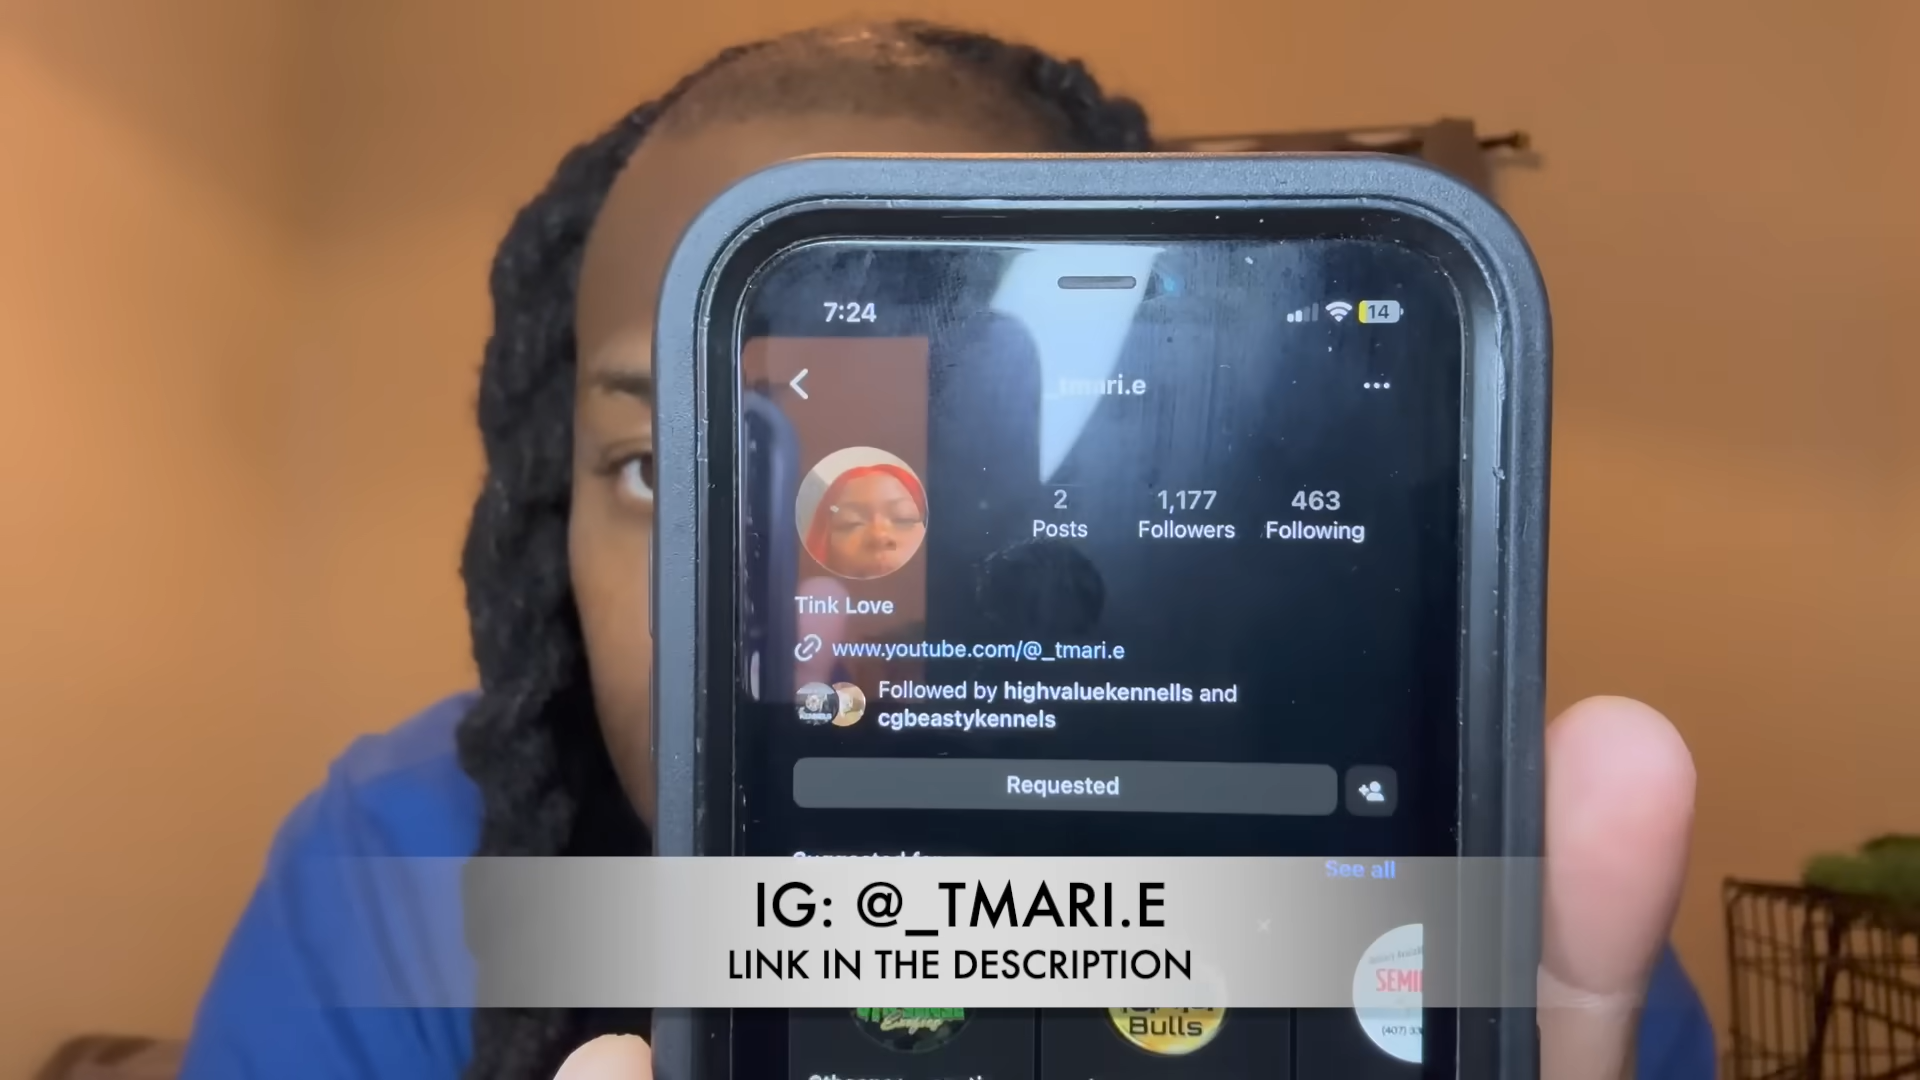 7:24
14
_tmari.e
2
Posts
1,177
Followers
463
Following
Tink Love
www.youtube.com/@_tmari.e
Followed by highvaluekennells and
cgbeastykennels
Requested
See all
IG: @_TMARI.E
LINK IN THE DESCRIPTION
Bulls
(407)